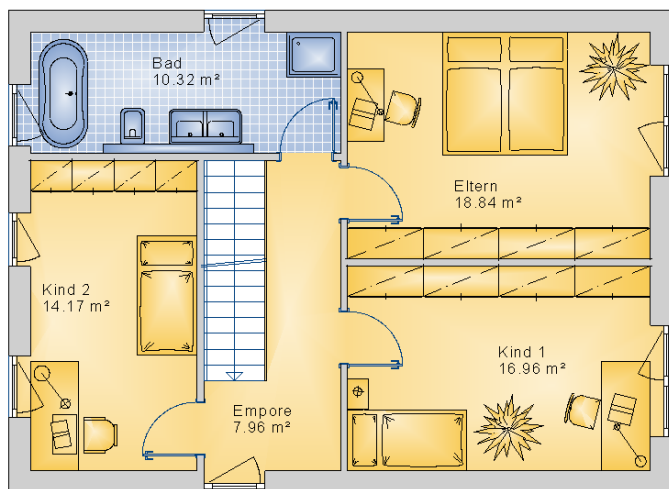 Bad
10.32 m²
Eltern
18.84 m²
Kind 2
14.17 m²
Kind 1
16.96 m²
Empore
7.96 m²